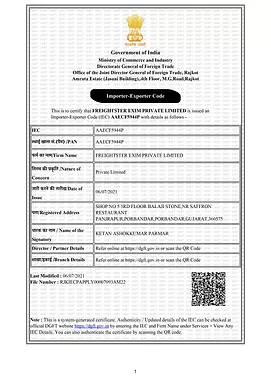 Government of India
Ministry of Commerce and Industry
Directorate General of Foreign Trade
Office of the Joint Director General of Foreign Trade, Rajkot
Amruta Estate (Jasani Building), 4th Floor, M.G.Road,Rajkot
Importer-Exporter Code
This is to certify that FREIGHTSTER EXIM PRIVATE LIMITED is issued an
Importer-Exporter Code (IEC) AAECF5944P with details as follows -
IEC AAECF5944P
/PAN AAECF5944P
फर्म का नाम/Firm Name FREIGHTSTER EXIM PRIVATE LIMITED
/Nature of
Concern Private Limited
जारी करने की तारीख/Date of
Issue 06/07/2021
पता/Registered Address SHOP NO 5 3RD FLOOR BALAJI STONE,NR SAFFRON
RESTAURANT
PANJRAPUR,PORBANDAR,PORBANDAR,GUJARAT,360575
धारक का नाम / Name of the
Signatory KETAN ASHOKKUMAR PARMAR
Director / Partner Details Refer online at https://dgft.gov.in or scan the QR Code
/Branch Details Refer online at https://dgft.gov.in or scan the QR Code
Last Modified : 06/07/2021
File Number : RJKIECPAPPLY00067093AM22
Note : This is a system-generated certificate. Authenticity / Updated details of the IEC can be checked at
official DGFT website https://dgft.gov.in by entering the IEC and Firm Name under Services > View Any
IEC Details. You can also authenticate the certificate by scanning the QR code.
1